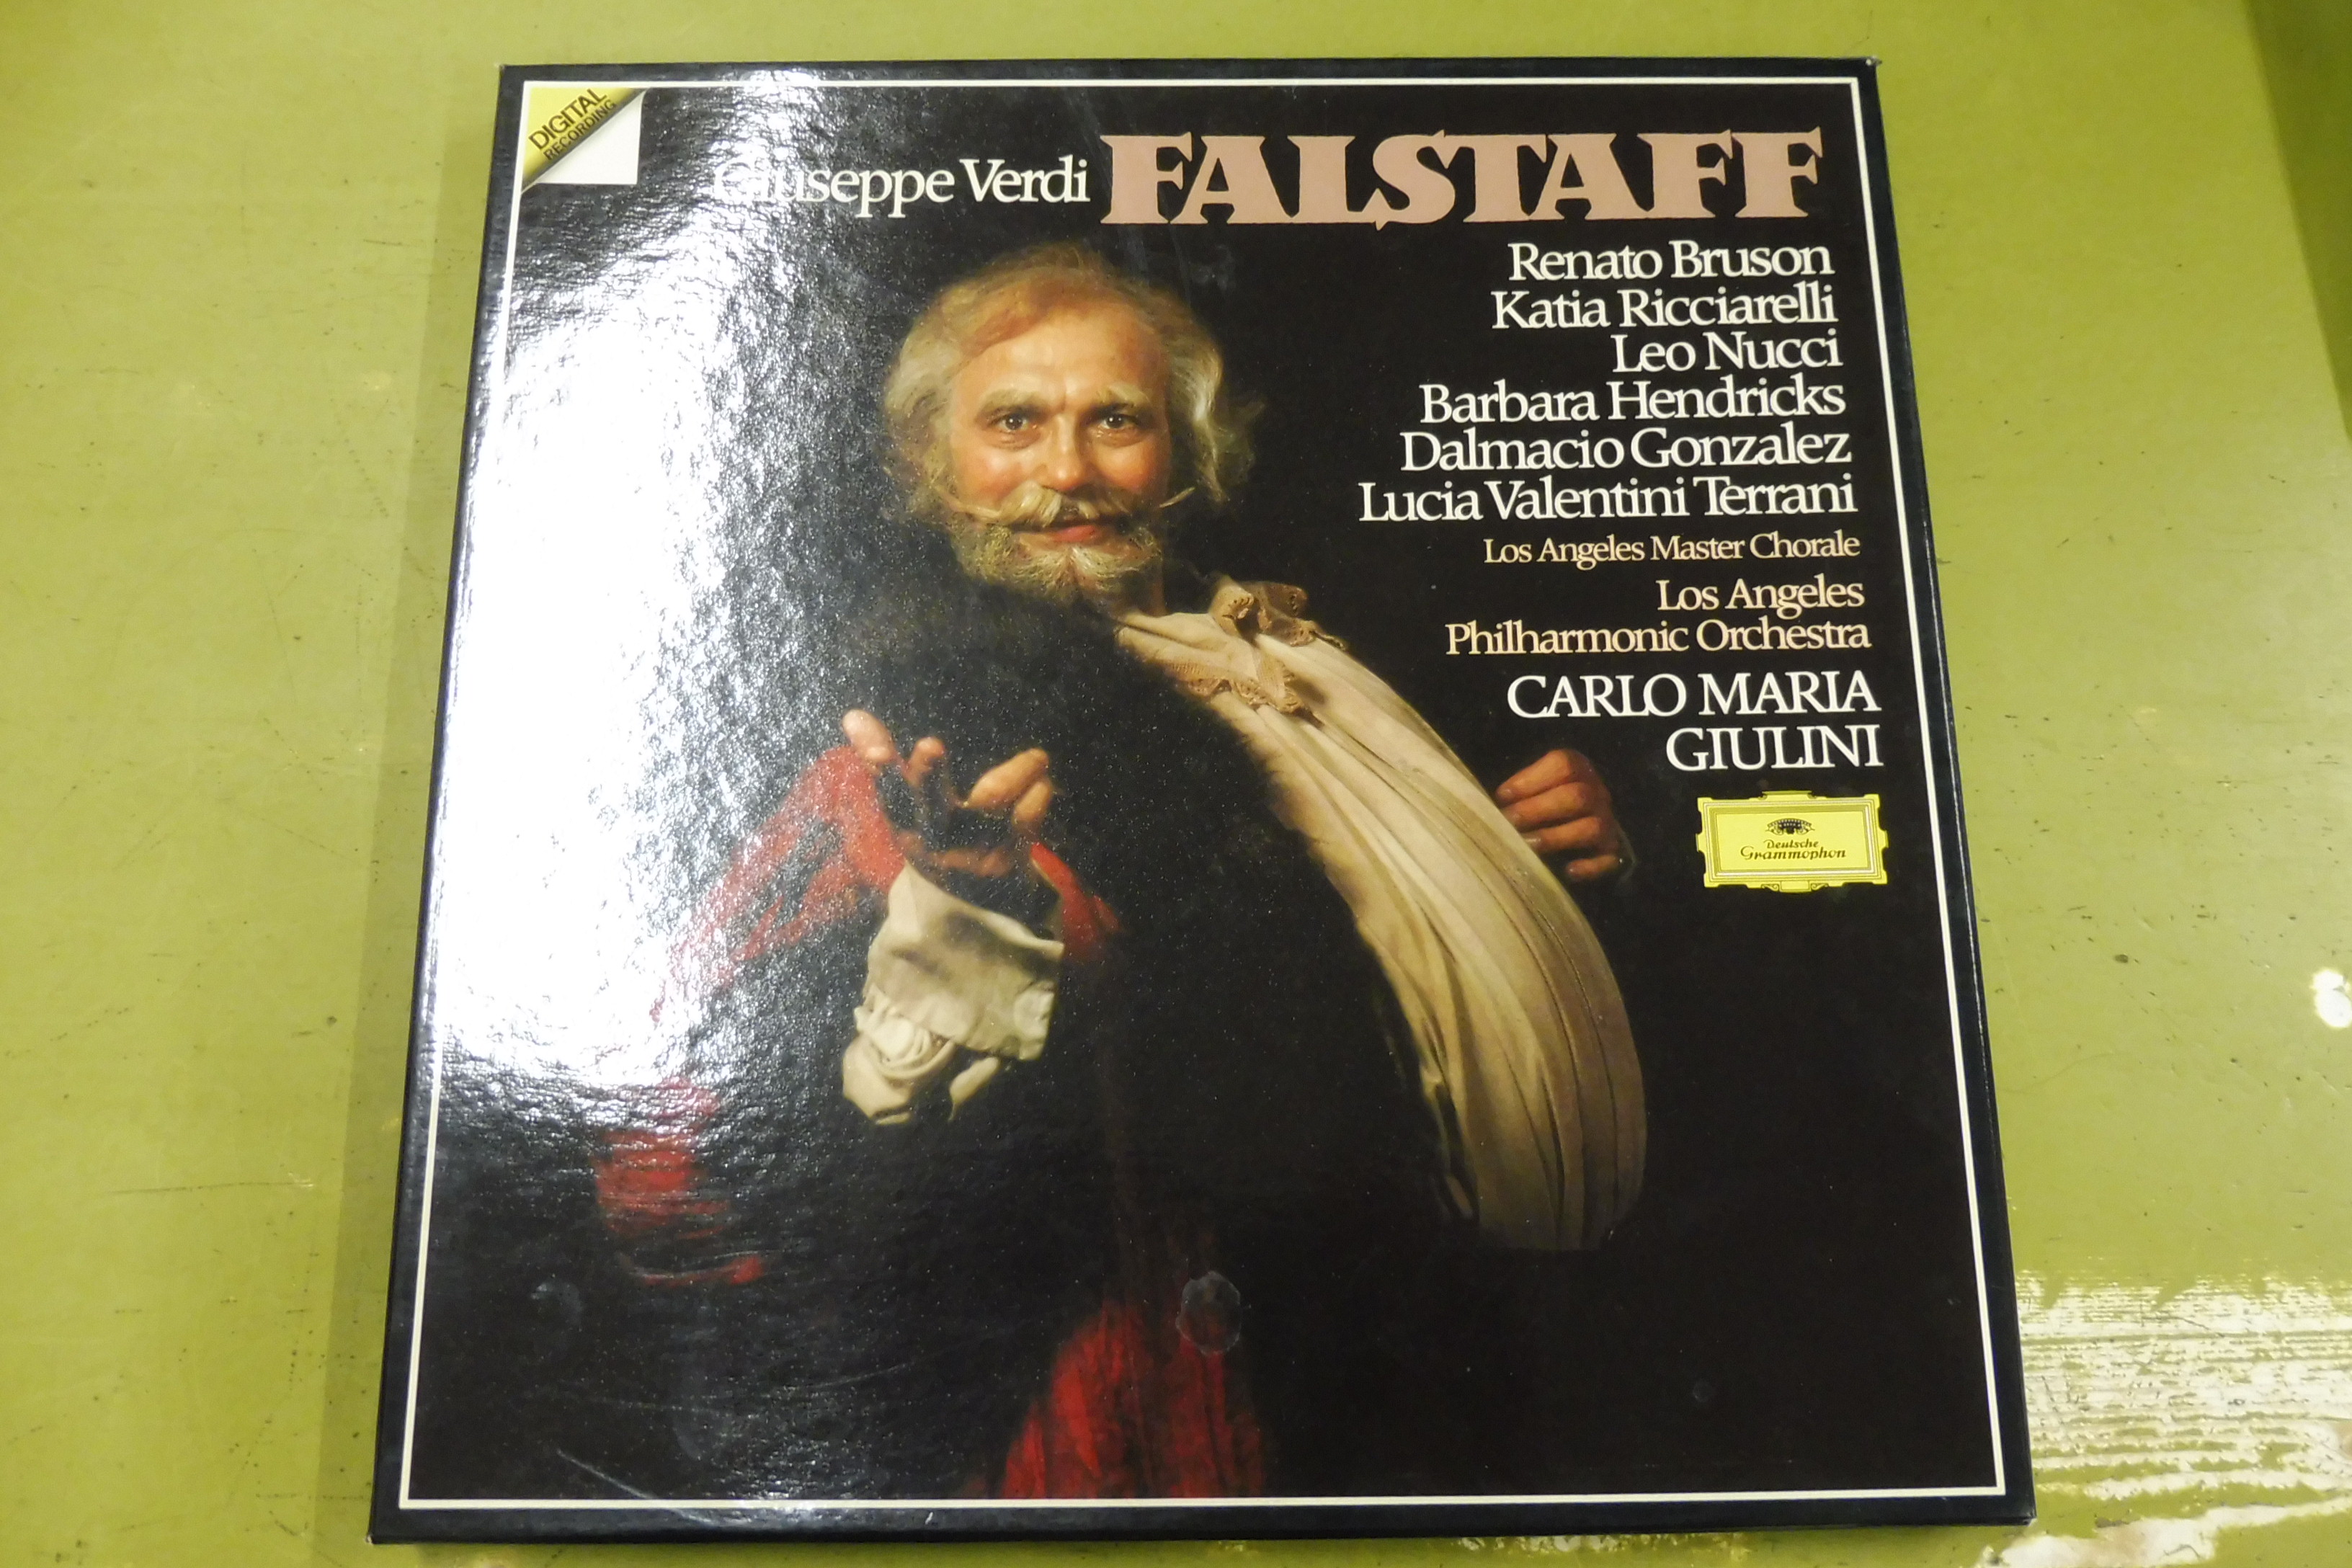 DIGITAL
RECORDING
Giuseppe Verdi FALSTAFF
Renato Bruson
Katia Ricciarelli
Leo Nucci
Barbara Hendricks
Dalmacio Gonzalez
Lucia Valentini Terrani
Los Angeles Master Chorale
Los Angeles
Philharmonic Orchestra
CARLO MARIA
GIULINI
Deutsche
Grammophon